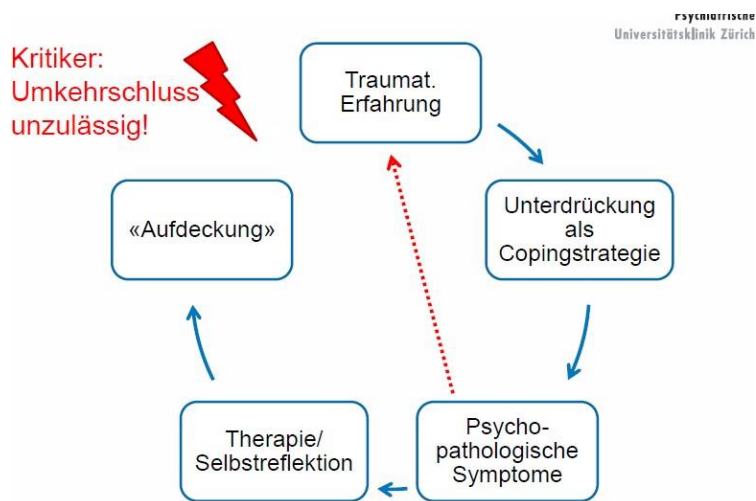 Psychiatrische
Universitätsklinik Zürich
Kritiker:
Umkehrschluss
unzulässig!
Traumat.
Erfahrung
Unterdrückung
als
Copingstrategie
Psycho-
pathologische
Symptome
Therapie/
Selbstreflektion
«Aufdeckung»